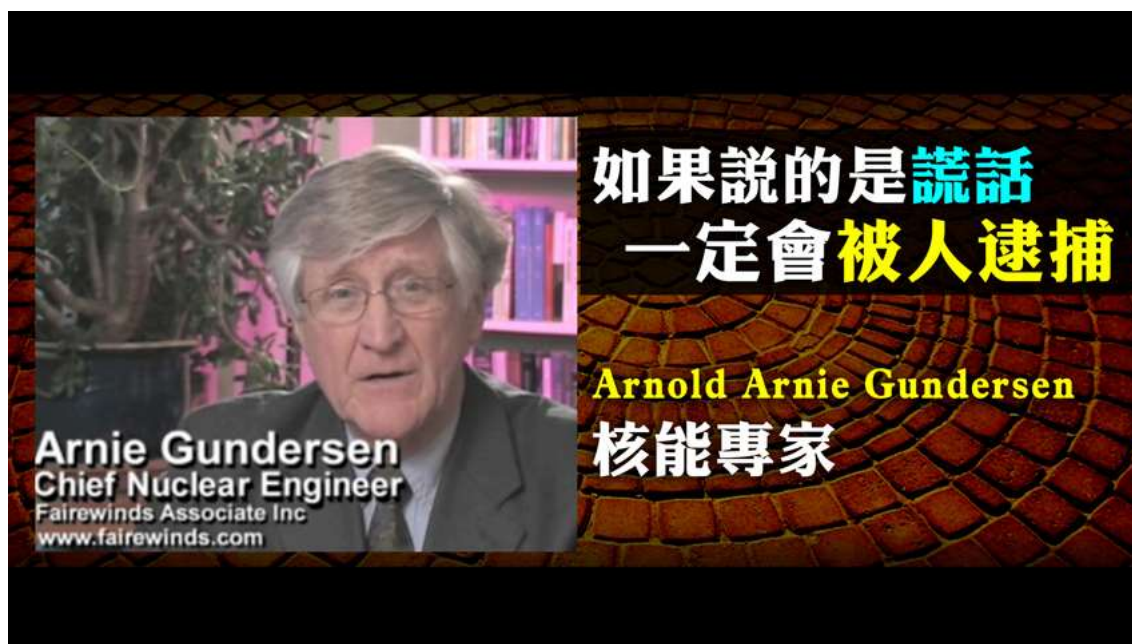 如果說的是謊話
一定會被人逮捕
Arnold Arnie Gundersen
核能專家
Arnie Gundersen
Chief Nuclear Engineer
Fairewinds Associate Inc
www.fairewinds.com